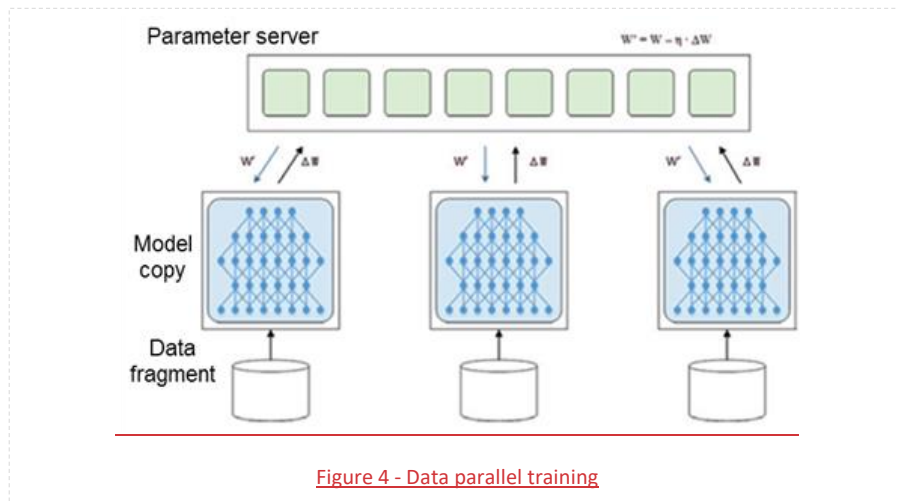 Parameter server
W' = W – η · ΔW
W'
ΔW
W'
ΔW
W'
ΔW
Model
copy
Data
fragment
Figure 4 - Data parallel training